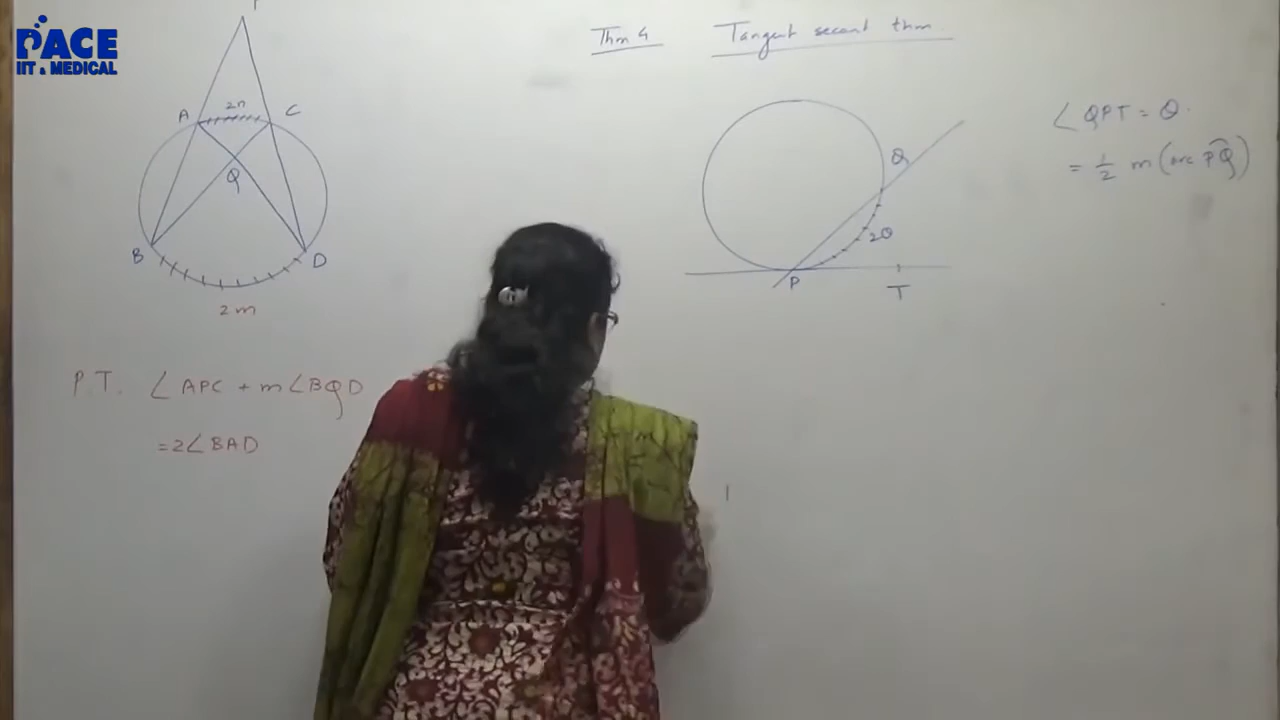 PACE
IIT & MEDICAL
A
2n
C
Q
B
D
2m
P.T. ∠APC + m∠BQD
= 2∠BAD
Thm 4 Tangent secant thm.
Q
2θ
P
T
∠QPT = θ.
= 1/2 m(arc PQ)